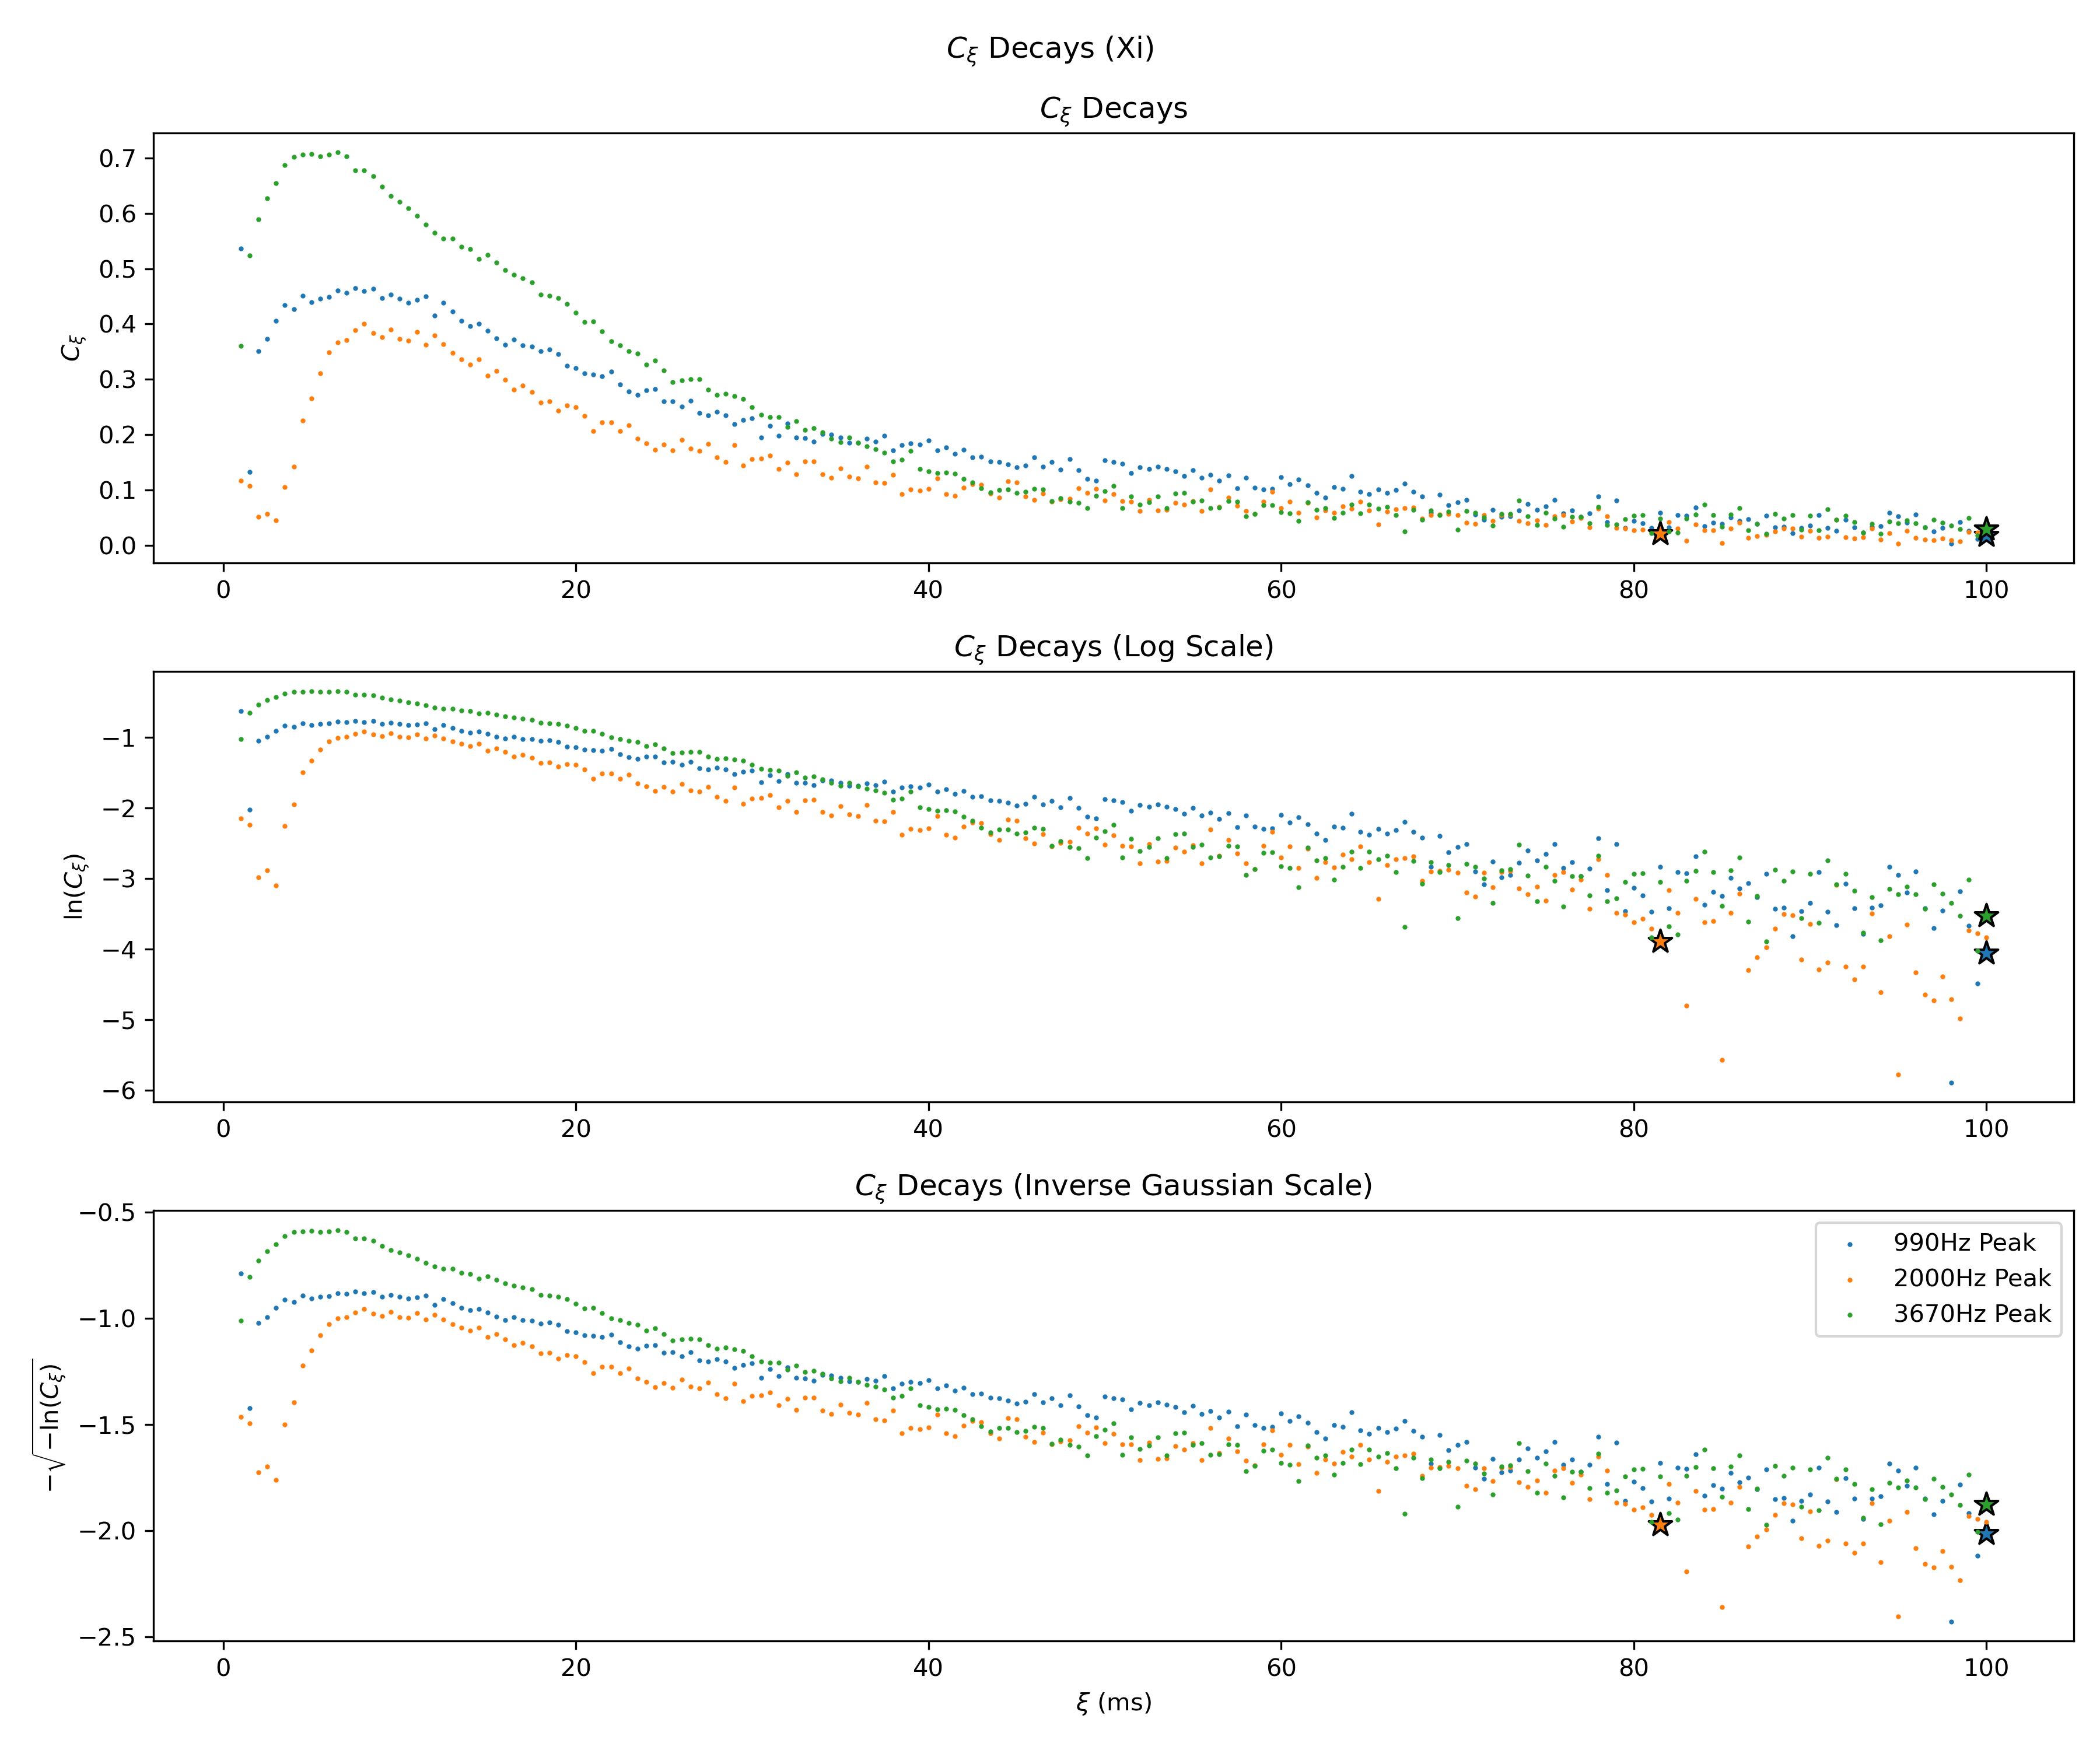 C_ξ Decays (Xi)
C_ξ Decays
C_ξ
0.7
0.6
0.5
0.4
0.3
0.2
0.1
0.0
0 20 40 60 80 100
C_ξ Decays (Log Scale)
ln(C_ξ)
−1
−2
−3
−4
−5
−6
0 20 40 60 80 100
C_ξ Decays (Inverse Gaussian Scale)
−√−ln(C_ξ)
−0.5
−1.0
−1.5
−2.0
−2.5
990Hz Peak
2000Hz Peak
3670Hz Peak
0 20 40 60 80 100
ξ (ms)